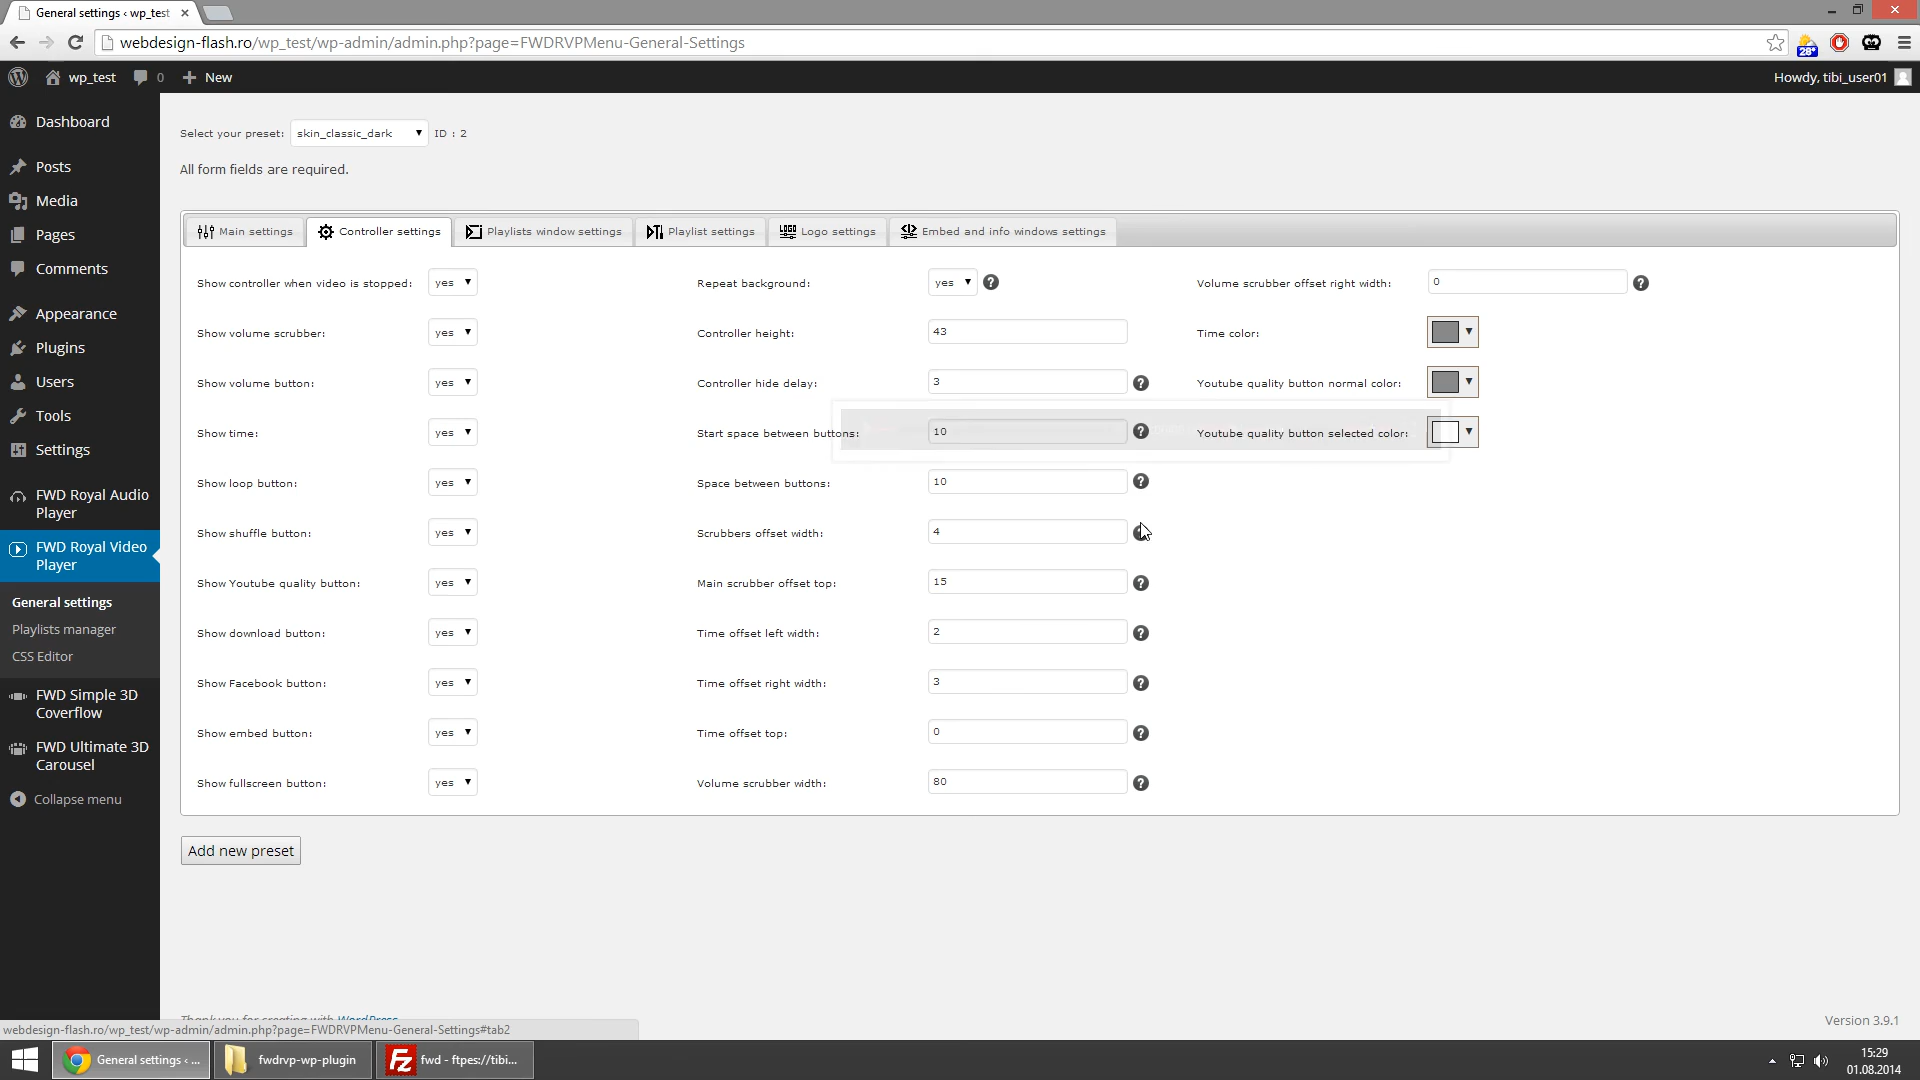 General settings ‹ wp_test
webdesign-flash.ro/wp_test/wp-admin/admin.php?page=FWDRVPMenu-General-Settings
28°
wp_test 0 New
Howdy, tibi_user01
Dashboard
Posts
Media
Pages
Comments
Appearance
Plugins
Users
Tools
Settings
FWD Royal Audio
Player
FWD Royal Video
Player
General settings
Playlists manager
CSS Editor
FWD Simple 3D
Coverflow
FWD Ultimate 3D
Carousel
Collapse menu
Select your preset: skin_classic_dark ID : 2
All form fields are required.
Main settings
Controller settings
Playlists window settings
Playlist settings
LOGO
Logo settings
Embed and info windows settings
Show controller when video is stopped: yes
Show volume scrubber: yes
Show volume button: yes
Show time: yes
Show loop button: yes
Show shuffle button: yes
Show Youtube quality button: yes
Show download button: yes
Show Facebook button: yes
Show embed button: yes
Show fullscreen button: yes
Repeat background: yes ?
Controller height: 43
Controller hide delay: 3 ?
Start space between buttons: 10 ?
Space between buttons: 10 ?
Scrubbers offset width: 4
Main scrubber offset top: 15 ?
Time offset left width: 2 ?
Time offset right width: 3 ?
Time offset top: 0 ?
Volume scrubber width: 80 ?
Volume scrubber offset right width: 0 ?
Time color:
Youtube quality button normal color:
Youtube quality button selected color:
Add new preset
Thank you for creating with WordPress
Version 3.9.1
webdesign-flash.ro/wp_test/wp-admin/admin.php?page=FWDRVPMenu-General-Settings#tab2
General settings ‹ ...
fwdrvp-wp-plugin
Fz
fwd - ftpes://tibi...
15:29
01.08.2014